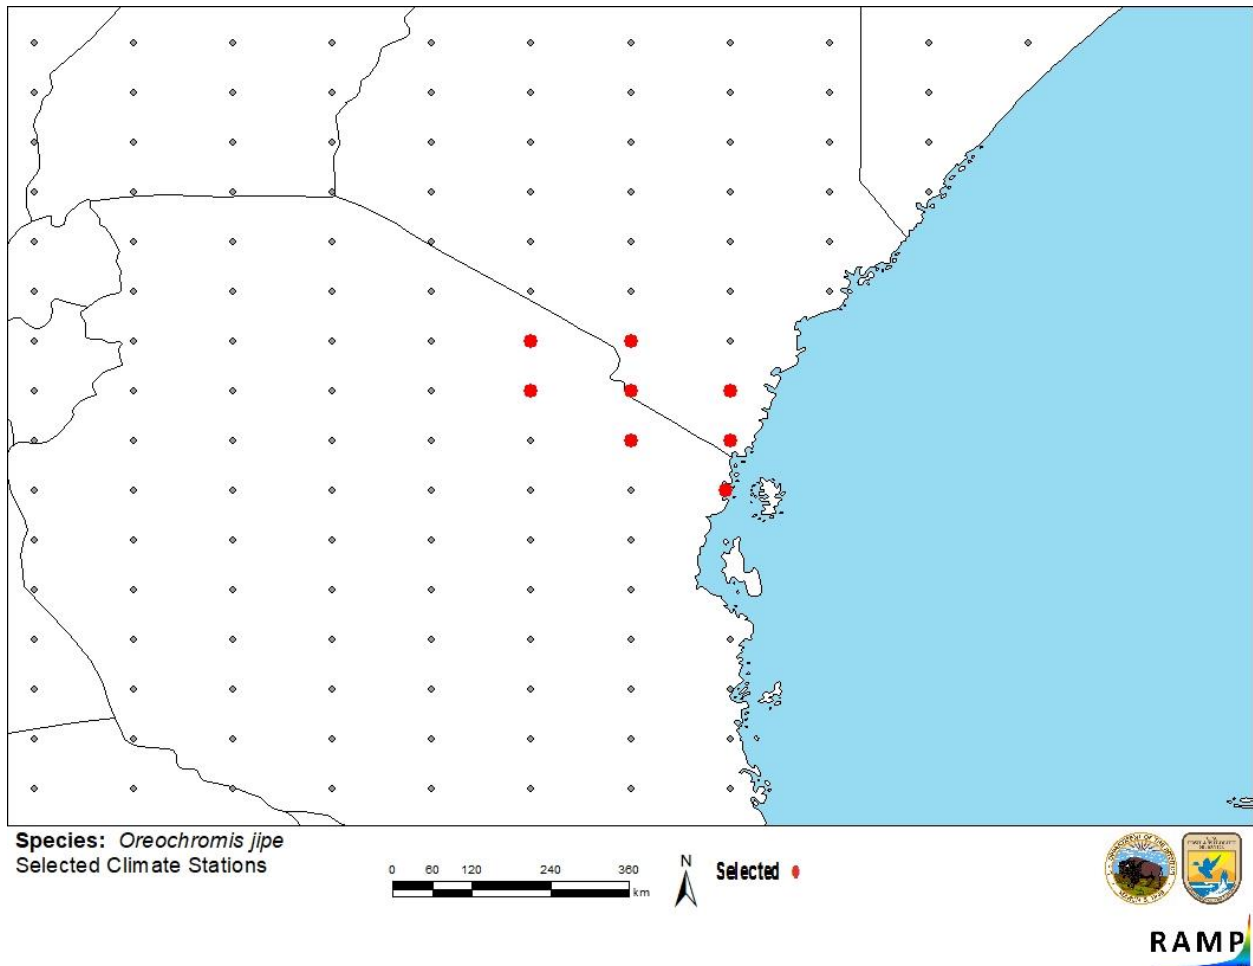 Species: Oreochromis jipe
Selected Climate Stations
0 60 120 240 360
km
N
Selected
RAMP